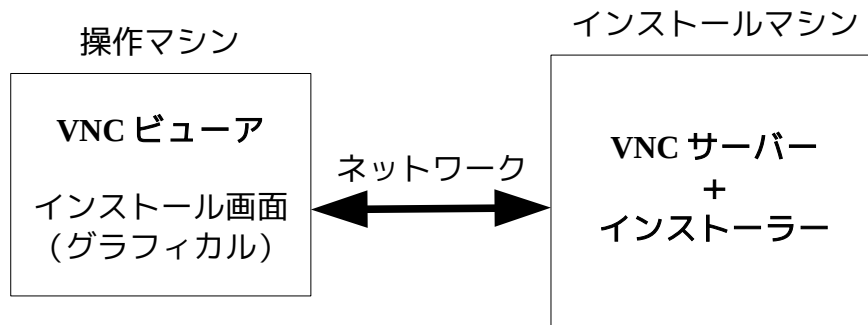 操作マシン
VNC ビューア
インストール画面
(グラフィカル)
ネットワーク
インストールマシン
VNC サーバー
+
インストーラー